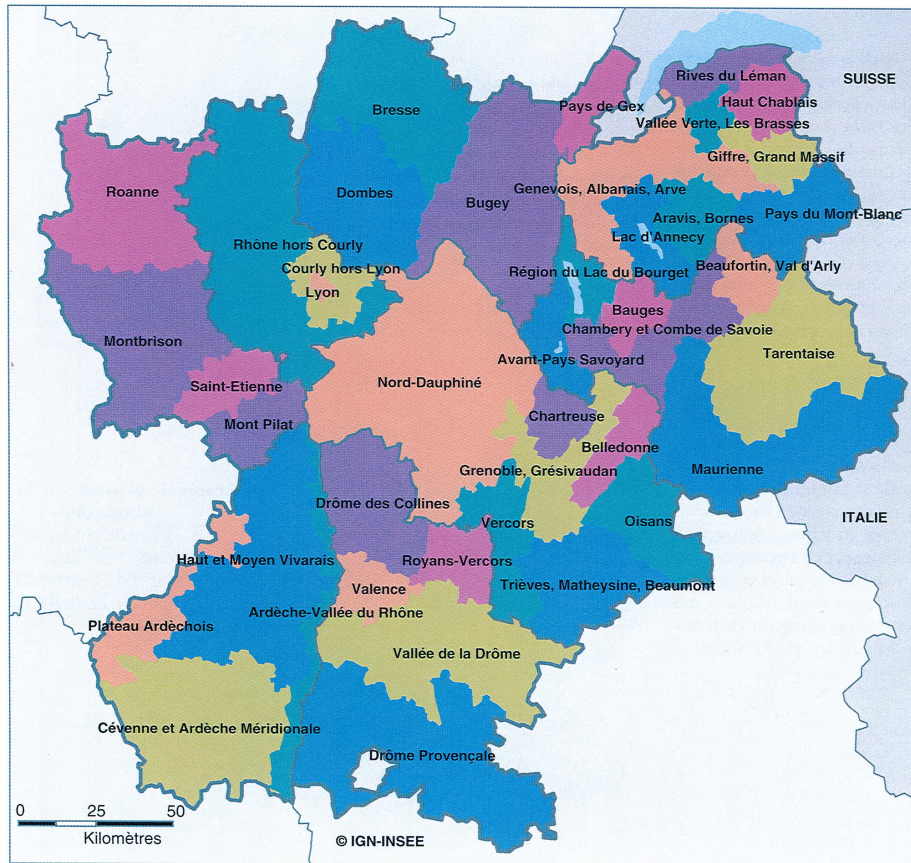 SUISSE
Rives du Léman
Haut Chablais
Pays de Gex
Vallée Verte, Les Brasses
Bresse
Giffre, Grand Massif
Roanne
Dombes
Bugey
Genevois, Albanais, Arve
Pays du Mont-Blanc
Aravis, Bornes
Lac d'Annecy
Rhône hors Courly
Courly hors Lyon
Lyon
Région du Lac du Bourget
Beaufortin, Val d'Arly
Bauges
Chambery et Combe de Savoie
Montbrison
Avant-Pays Savoyard
Tarentaise
Saint-Etienne
Nord-Dauphiné
Mont Pilat
Chartreuse
Belledonne
Grenoble, Grésivaudan
Maurienne
Drôme des Collines
Vercors
Oisans
ITALIE
Haut et Moyen Vivarais
Royans-Vercors
Valence
Trièves, Matheysine, Beaumont
Ardèche-Vallée du Rhône
Plateau Ardèchois
Vallée de la Drôme
Cévenne et Ardèche Méridionale
Drôme Provençale
0 25 50
Kilomètres
© IGN-INSEE